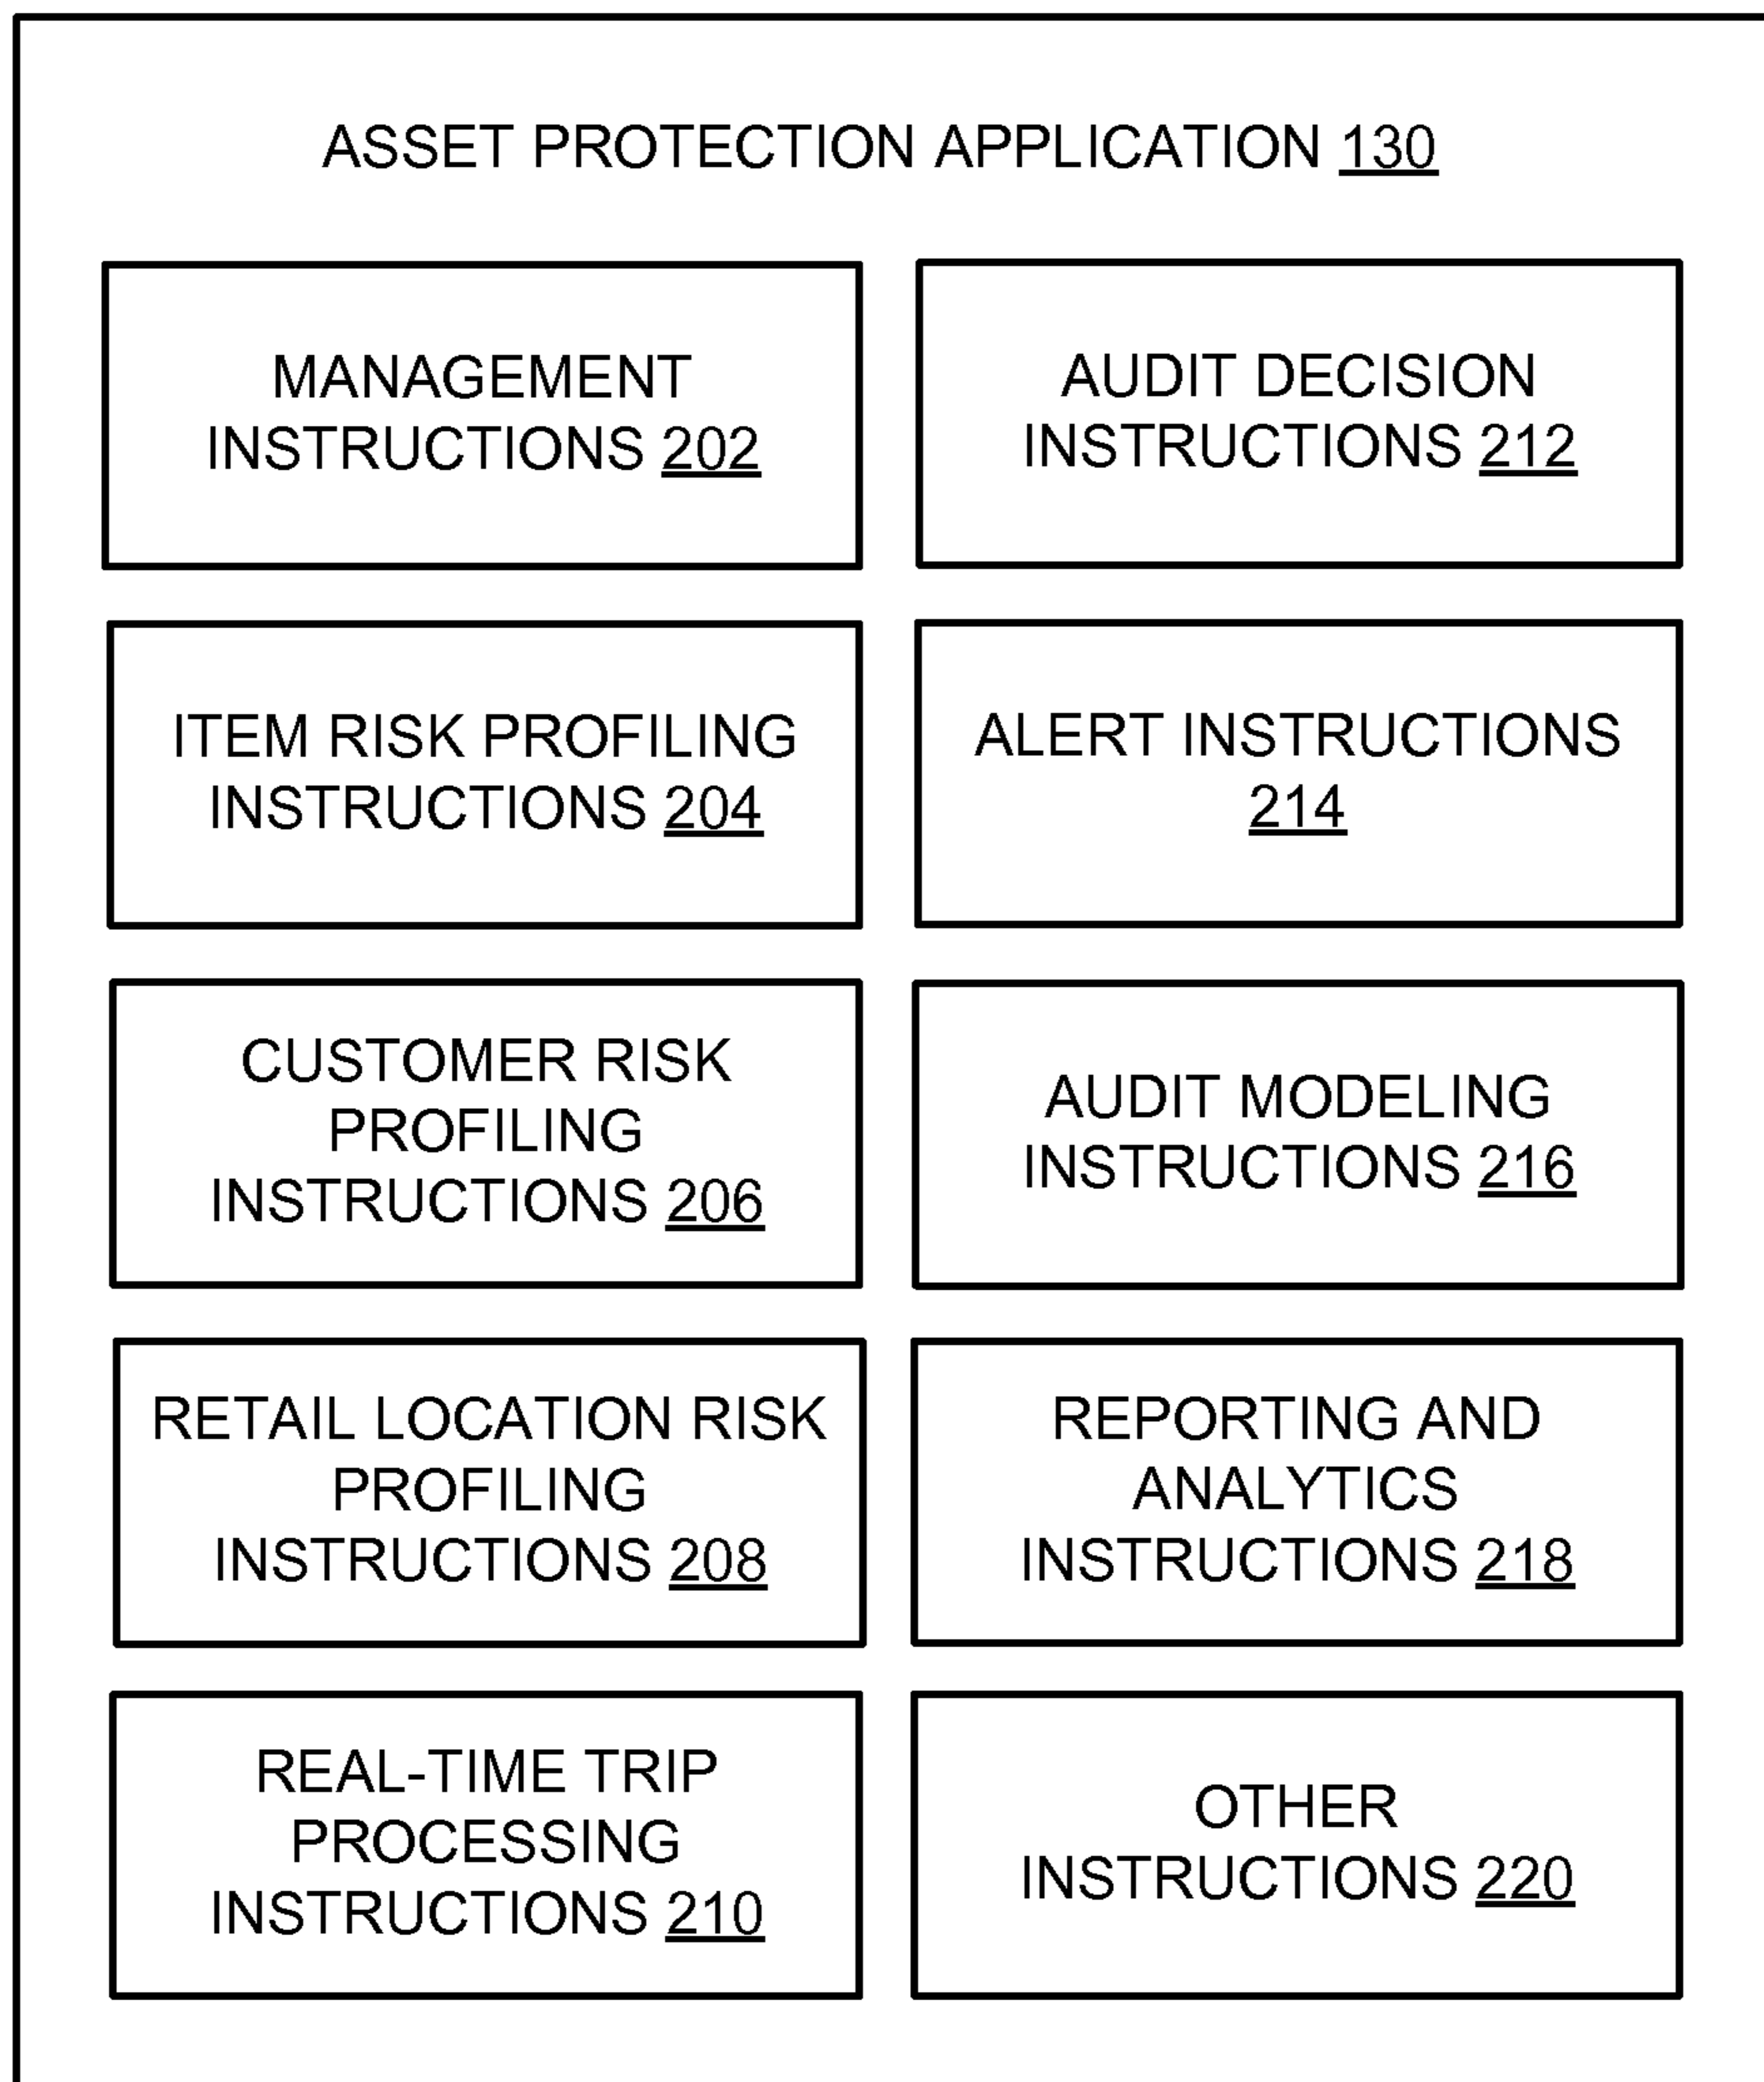 ASSET PROTECTION APPLICATION 130
MANAGEMENT
INSTRUCTIONS 202
ITEM RISK PROFILING
INSTRUCTIONS 204
CUSTOMER RISK
PROFILING
INSTRUCTIONS 206
RETAIL LOCATION RISK
PROFILING
INSTRUCTIONS 208
REAL-TIME TRIP
PROCESSING
INSTRUCTIONS 210
AUDIT DECISION
INSTRUCTIONS 212
ALERT INSTRUCTIONS
214
AUDIT MODELING
INSTRUCTIONS 216
REPORTING AND
ANALYTICS
INSTRUCTIONS 218
OTHER
INSTRUCTIONS 220